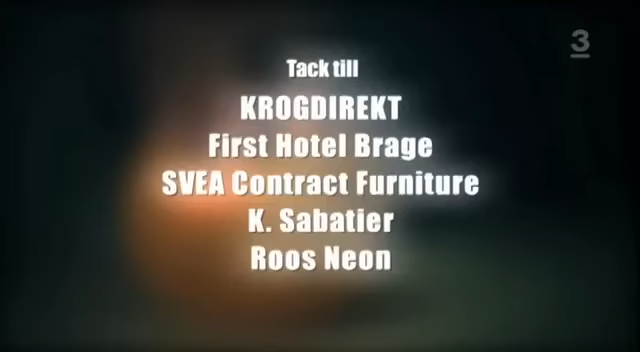 3
Tack till
KROGDIREKT
First Hotel Brage
SVEA Contract Furniture
K. Sabatier
Roos Neon